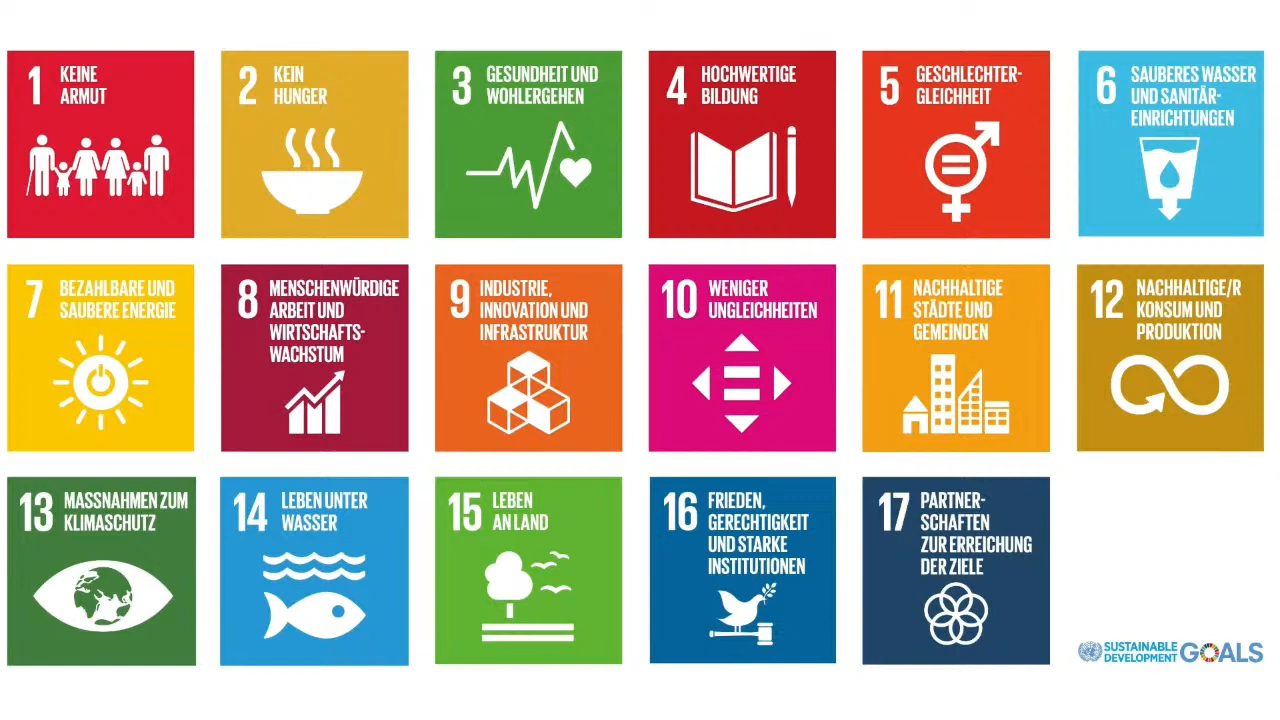 1 KEINE
ARMUT
2 KEIN
HUNGER
3 GESUNDHEIT UND
WOHLERGEHEN
4 HOCHWERTIGE
BILDUNG
5 GESCHLECHTER-
GLEICHHEIT
6 SAUBERES WASSER
UND SANITÄR-
EINRICHTUNGEN
7 BEZAHLBARE UND
SAUBERE ENERGIE
8 MENSCHENWÜRDIGE
ARBEIT UND
WIRTSCHAFTS-
WACHSTUM
9 INDUSTRIE,
INNOVATION UND
INFRASTRUKTUR
10 WENIGER
UNGLEICHHEITEN
11 NACHHALTIGE
STÄDTE UND
GEMEINDEN
12 NACHHALTIGE/R
KONSUM UND
PRODUKTION
13 MASSNAHMEN ZUM
KLIMASCHUTZ
14 LEBEN UNTER
WASSER
15 LEBEN
AN LAND
16 FRIEDEN,
GERECHTIGKEIT
UND STARKE
INSTITUTIONEN
17 PARTNER-
SCHAFTEN
ZUR ERREICHUNG
DER ZIELE
SUSTAINABLE
DEVELOPMENT GOALS